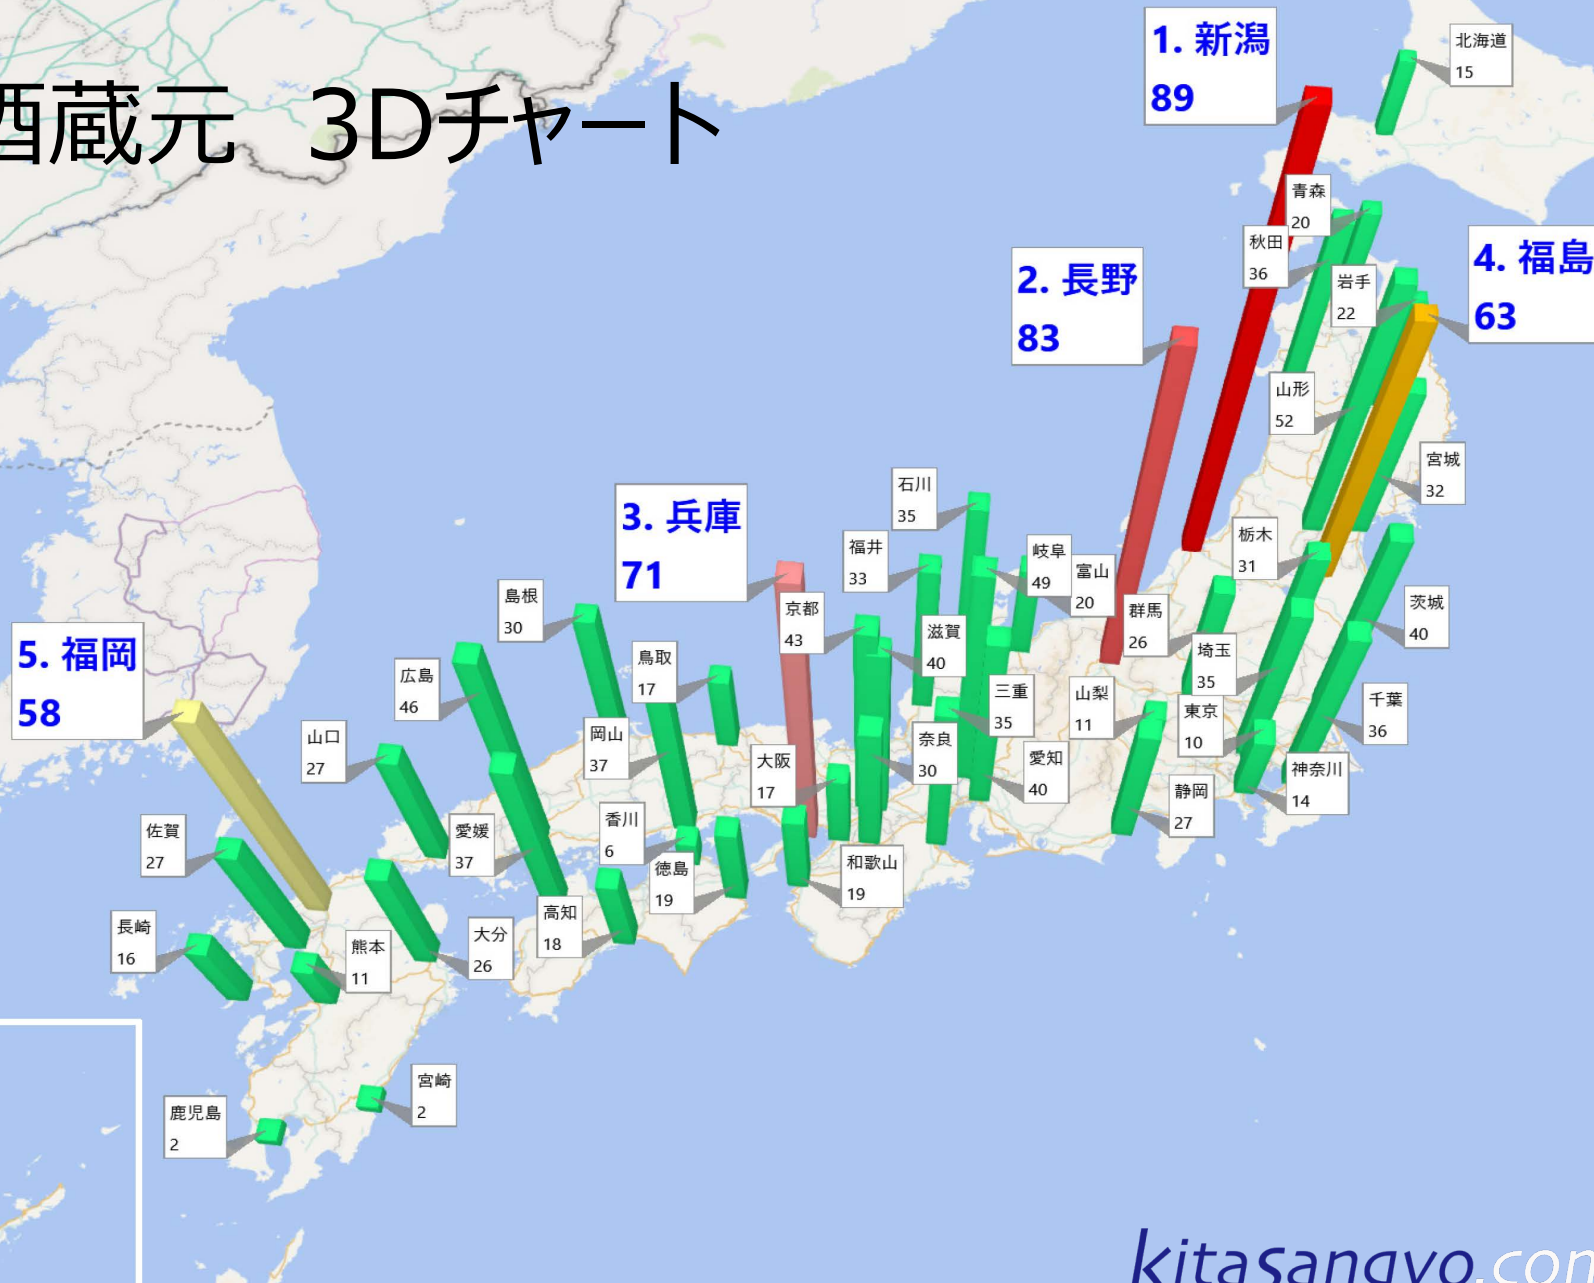 酒蔵元 3Dチャート
1. 新潟
89
北海道
15
青森
20
秋田
36
岩手
22
4. 福島
63
2. 長野
83
山形
52
宮城
32
石川
35
3. 兵庫
71
福井
33
岐阜
49
富山
20
栃木
31
群馬
26
茨城
40
島根
30
京都
43
滋賀
40
埼玉
35
5. 福岡
58
広島
46
鳥取
17
三重
35
山梨
11
東京
10
千葉
36
山口
27
岡山
37
大阪
17
奈良
30
愛知
40
静岡
27
神奈川
14
佐賀
27
愛媛
37
香川
6
徳島
19
和歌山
19
高知
18
長崎
16
熊本
11
大分
26
宮崎
2
鹿児島
2
kitasangyo.com